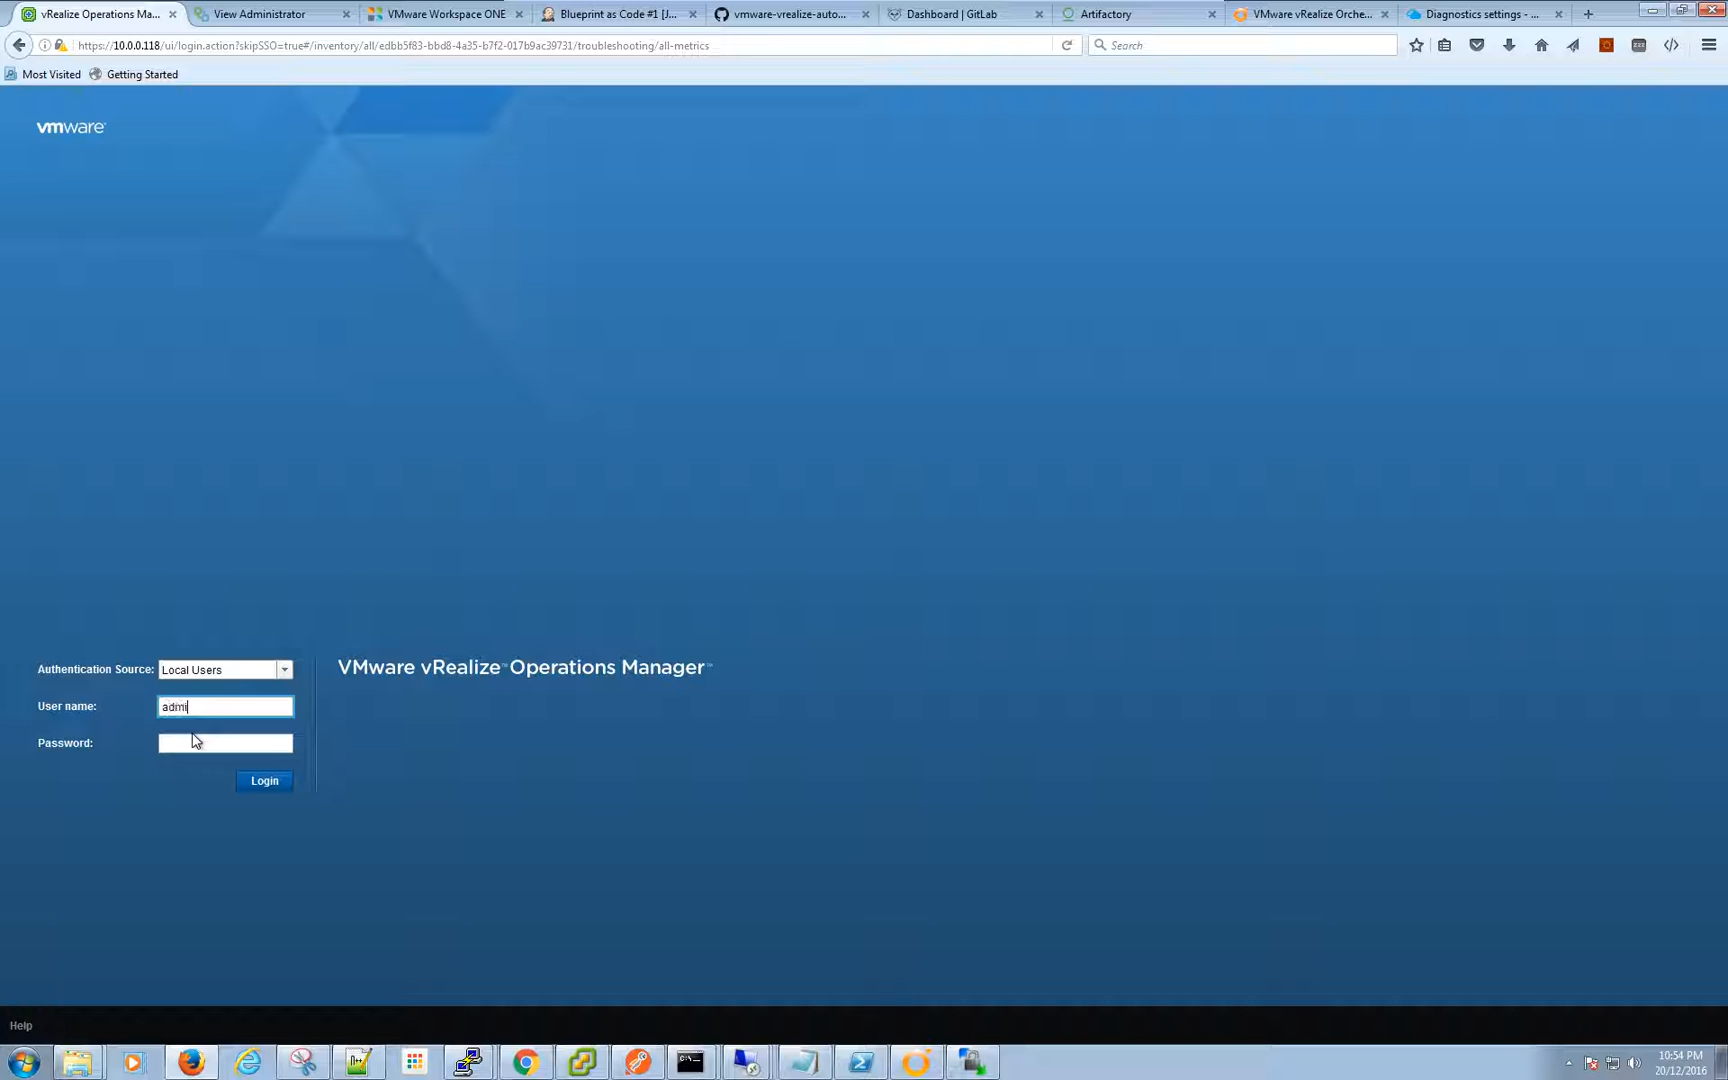 vRealize Operations Ma...
View Administrator
VMware Workspace ONE
Blueprint as Code #1 [J...
vmware-vrealize-auto...
Dashboard | GitLab
Artifactory
VMware vRealize Orche...
Diagnostics settings - ...
https://10.0.0.118/ui/login.action?skipSSO=true#/inventory/all/edbb5f83-bbd8-4a35-b7f2-017b9ac39731/troubleshooting/all-metrics
Search
Most Visited
Getting Started
vmware
Authentication Source:
Local Users
VMware vRealize™ Operations Manager™
User name:
admi
Password:
Login
Help
10:54 PM
20/12/2016